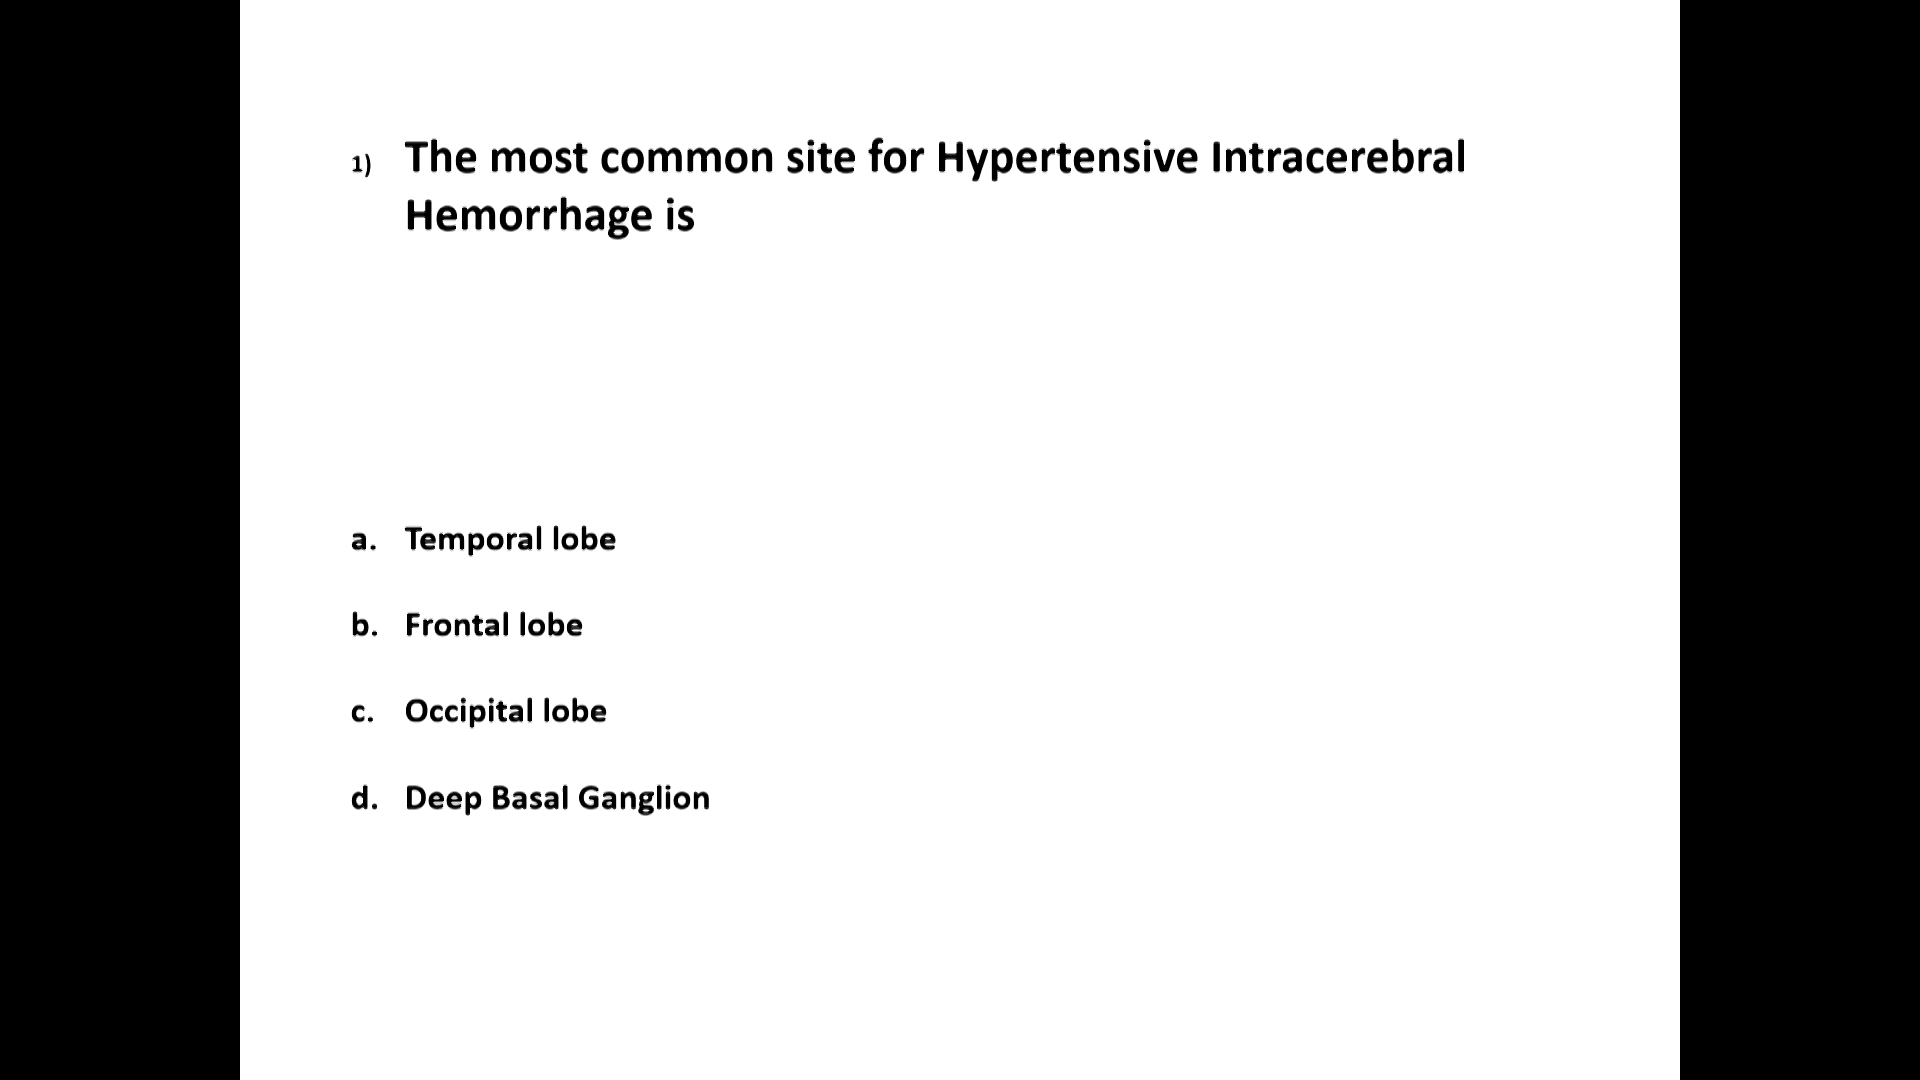 1) The most common site for Hypertensive Intracerebral
Hemorrhage is
a. Temporal lobe
b. Frontal lobe
c. Occipital lobe
d. Deep Basal Ganglion